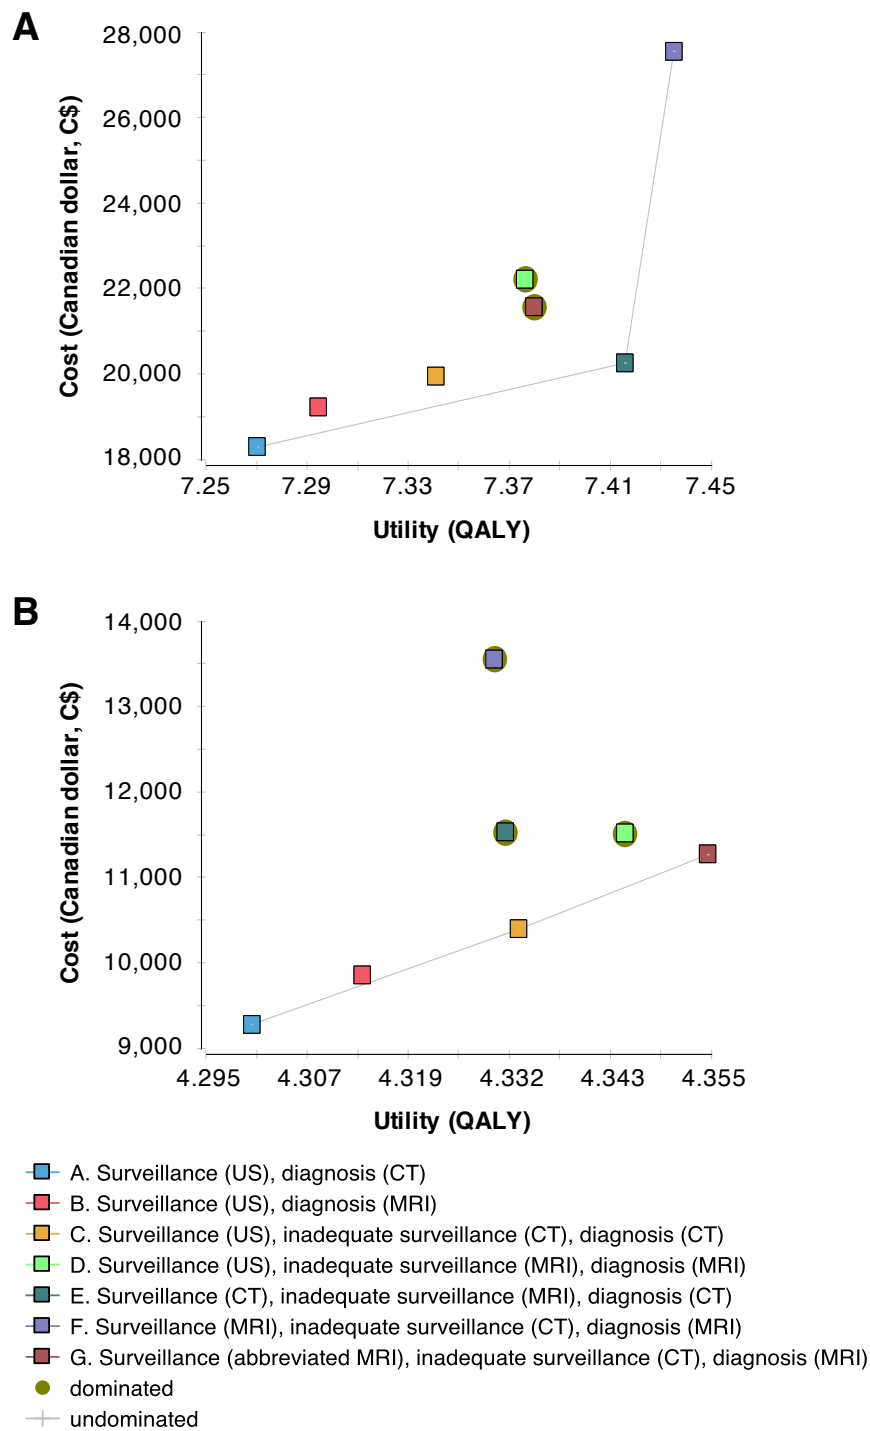 A
28,000
26,000
24,000
22,000
20,000
18,000
Cost (Canadian dollar, C$)
7.25 7.29 7.33 7.37 7.41 7.45
Utility (QALY)
B
14,000
13,000
12,000
11,000
10,000
9,000
Cost (Canadian dollar, C$)
4.295 4.307 4.319 4.332 4.343 4.355
Utility (QALY)
A. Surveillance (US), diagnosis (CT)
B. Surveillance (US), diagnosis (MRI)
C. Surveillance (US), inadequate surveillance (CT), diagnosis (CT)
D. Surveillance (US), inadequate surveillance (MRI), diagnosis (MRI)
E. Surveillance (CT), inadequate surveillance (MRI), diagnosis (CT)
F. Surveillance (MRI), inadequate surveillance (CT), diagnosis (MRI)
G. Surveillance (abbreviated MRI), inadequate surveillance (CT), diagnosis (MRI)
dominated
undominated